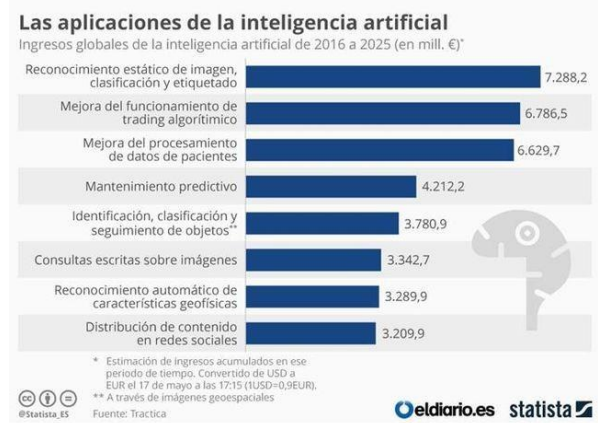 Las aplicaciones de la inteligencia artificial
Ingresos globales de la inteligencia artificial de 2016 a 2025 (en mill. €)*
Reconocimiento estático de imagen,
clasificación y etiquetado
7.288,2
Mejora del funcionamiento de
trading algorítimico
6.786,5
Mejora del procesamiento
de datos de pacientes
6.629,7
Mantenimiento predictivo
4.212,2
Identificación, clasificación y
seguimiento de objetos**
3.780,9
Consultas escritas sobre imágenes
3.342,7
Reconocimiento automático de
características geofísicas
3.289,9
Distribución de contenido
en redes sociales
3.209,9
* Estimación de ingresos acumulados en ese
periodo de tiempo. Convertido de USD a
EUR el 17 de mayo a las 17:15 (1USD=0,9EUR).
** A través de imágenes geoespaciales
Fuente: Tractica
cc
@Statista_ES
eldiario.es
statista